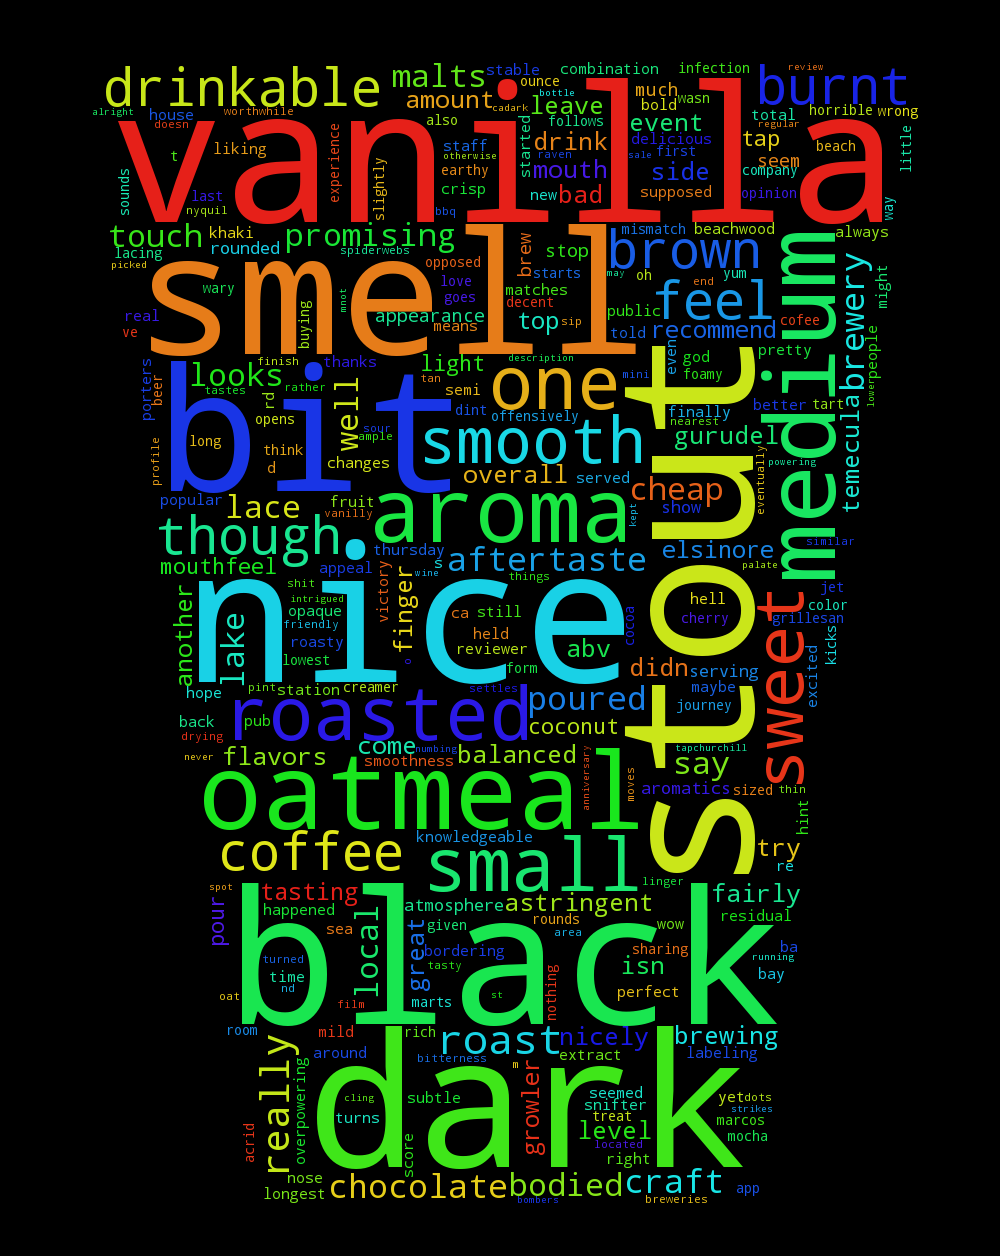 review
drinkable
malts
stable
combination
infection
burnt
ounce
bottle
amount
cadark
leave
much
bold
wasn
alright
house
worthwhile
doesn
also
follows
event
total
regular
horrible
wrong
tap
beach
vanilla
t
liking
experience
slightly
staff
otherwise
earthy
crisp
started
drink
raven
mouth
sale
delicious
first
side
seem
company
little
sounds
last
nyquil
bbq
new
bad
supposed
opinion
way
touch
khaki
promising
mismatch
beachwood
always
lacing
rounded
spiderwebs
picked
opposed
brew
stop
brown
smell
wary
love
goes
starts
matches
may
oh
end
yum
feel
might
real
ve
buying
mnot
appearance
means
decent
top
sip
public
told
recommend
cofee
medium
brewery
people
looks
finish
thanks
light
description
even
god
pretty
foamy
porters
beer
tastes
rd
rather
well
tan
semi
one
mini
lower
bit
opens
sour
ample
dint
offensively
finally
nearest
better
tart
temecula
long
think
d
changes
smooth
gurudel
profile
overall
served
cheap
eventually
powering
popular
lace
fruit
vanilly
aroma
kept
show
stout
though
thursday
s
aftertaste
elsinore
similar
mouthfeel
appeal
wine
things
palate
nice
shit
intrigued
opaque
friendly
roasty
lowest
victory
finger
ca
still
held
reviewer
cocoa
hell
cherry
jet
color
grillesan
another
lake
o
form
abv
didn
serving
sweet
excited
kicks
hope
pint
station
creamer
settles
poured
maybe
journey
back
pub
roasted
coconut
drying
never
flavors
come
numbing
smoothness
balanced
anniversary
moves
tapchurchill
say
oatmeal
aromatics
sized
thin
hint
coffee
knowledgeable
small
try
re
linger
spot
tasting
atmosphere
astringent
fairly
pour
happened
sea
local
great
given
rounds
area
wow
residual
black
turned
time
nd
bordering
tasty
sharing
isn
ba
running
bay
oat
film
marts
st
nothing
perfect
room
mild
rich
roast
nicely
brewing
really
around
bitterness
m
extract
labeling
dark
overpowering
cling
turns
subtle
growler
seemed
snifter
treat
level
located
yet
dots
strikes
marcos
mocha
acrid
nose
score
right
longest
chocolate
bodied
bombers
craft
breweries
app